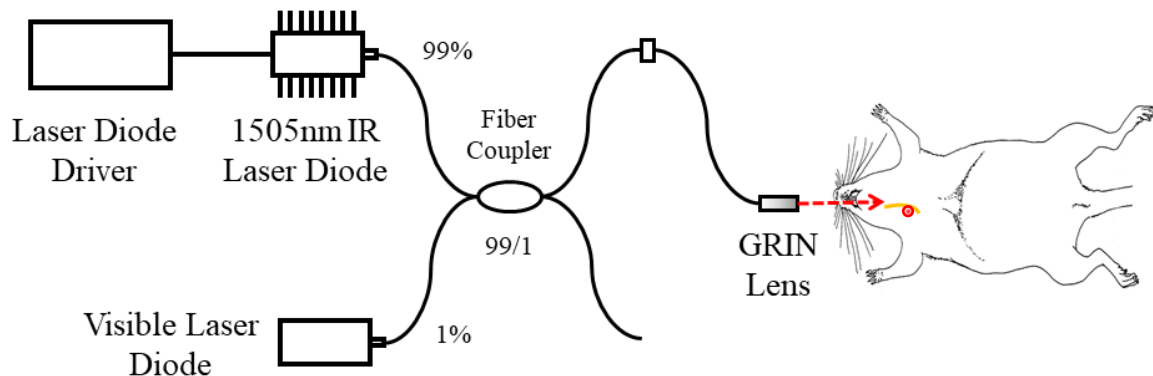 99%
Laser Diode
Driver
1505nm IR
Laser Diode
Fiber
Coupler
99/1
GRIN
Lens
Visible Laser
Diode
1%